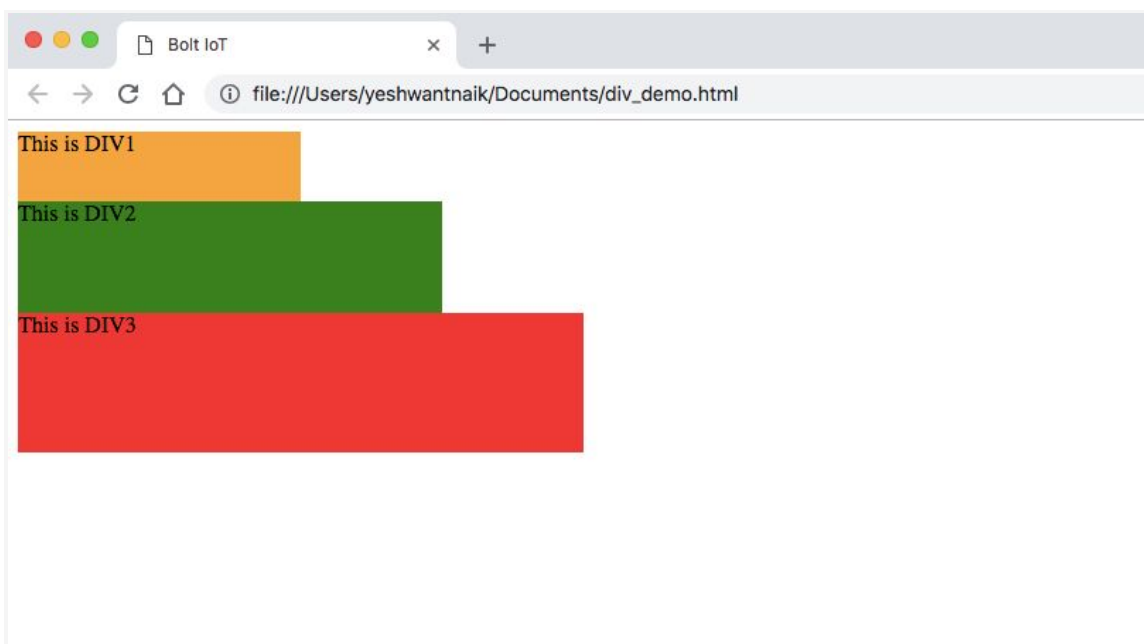 Bolt IoT
file:///Users/yeshwantnaik/Documents/div_demo.html
This is DIV1
This is DIV2
This is DIV3